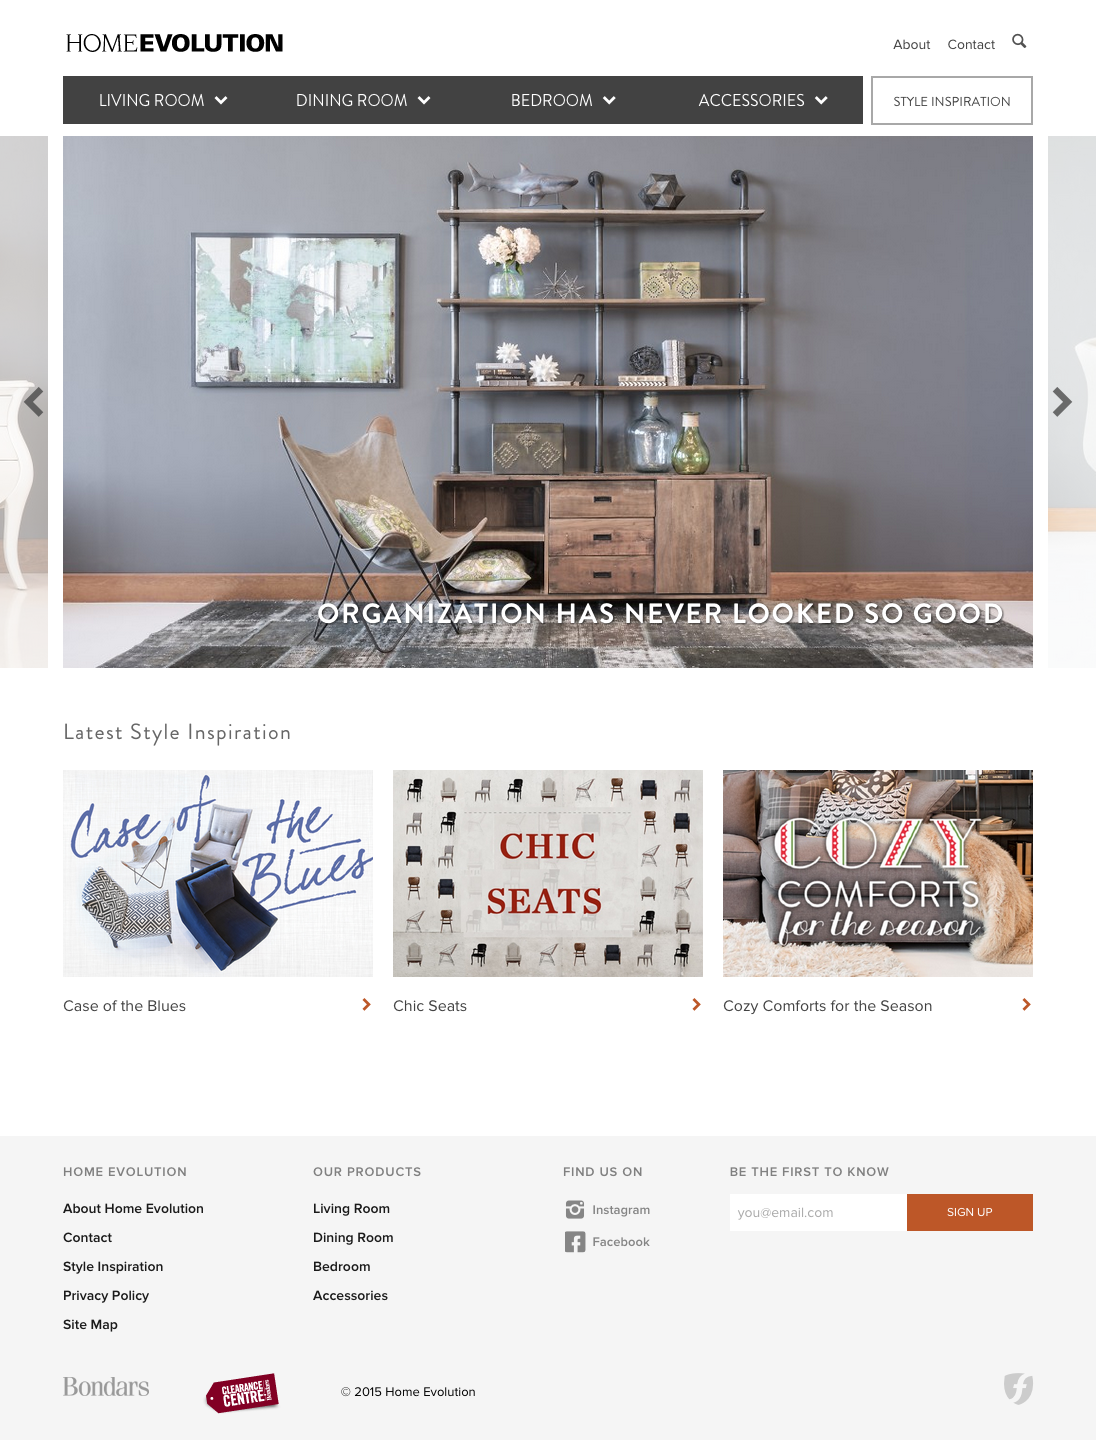 HOMEEVOLUTION
About Contact
LIVING ROOM DINING ROOM BEDROOM ACCESSORIES STYLE INSPIRATION
ORGANIZATION HAS NEVER LOOKED SO GOOD
Latest Style Inspiration
Case of the Blues
CHIC
SEATS
COZY
COMFORTS
for the season
Case of the Blues
Chic Seats
Cozy Comforts for the Season
HOME EVOLUTION
About Home Evolution
Contact
Style Inspiration
Privacy Policy
Site Map
OUR PRODUCTS
Living Room
Dining Room
Bedroom
Accessories
FIND US ON
Instagram
Facebook
BE THE FIRST TO KNOW
you@email.com SIGN UP
Bondars
CLEARANCE
CENTRE
© 2015 Home Evolution